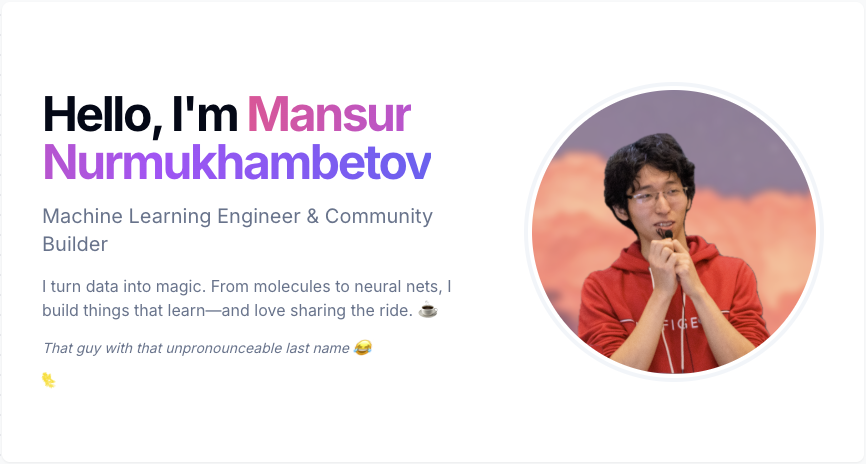 Hello, I'm Mansur
Nurmukhambetov
Machine Learning Engineer & Community
Builder
I turn data into magic. From molecules to neural nets, I
build things that learn—and love sharing the ride. ☕
That guy with that unpronounceable last name 😂
FIGE